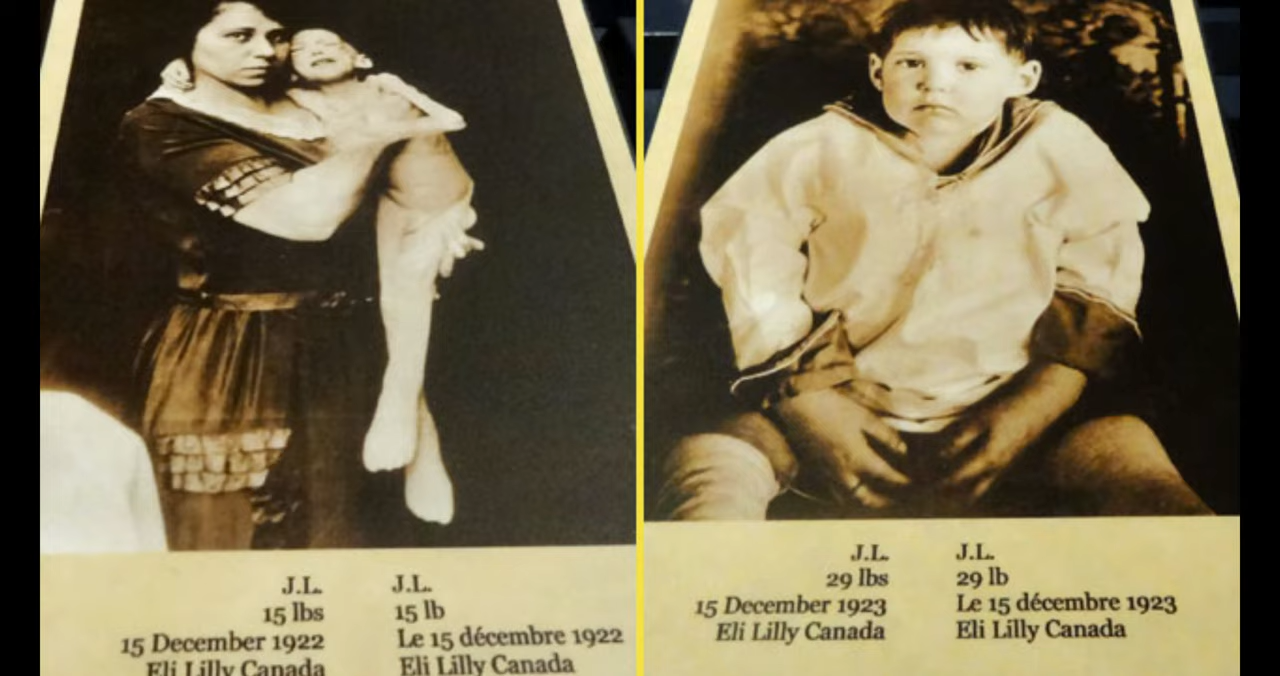 J.L.
15 lbs
15 December 1922
Eli Lilly Canada
J.L.
15 lb
Le 15 décembre 1922
Eli Lilly Canada
J.L.
29 lbs
15 December 1923
Eli Lilly Canada
J.L.
29 lb
Le 15 décembre 1923
Eli Lilly Canada